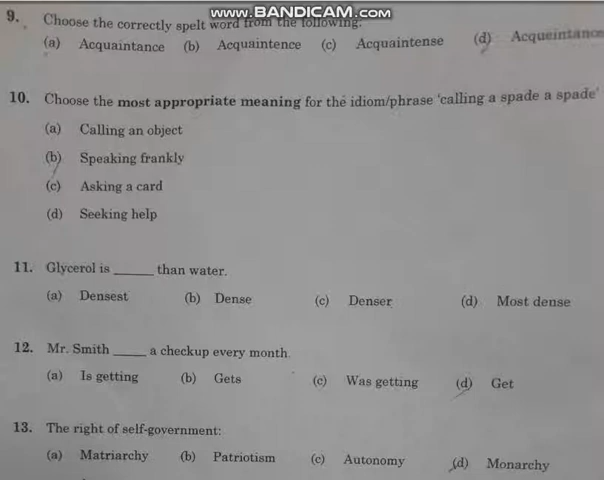 www.BANDICAM.com
9. Choose the correctly spelt word from the following:
(a) Acquaintance (b) Acquaintence (c) Acquaintense (d) Acqueintance
10. Choose the most appropriate meaning for the idiom/phrase 'calling a spade a spade'
(a) Calling an object
(b) Speaking frankly
(c) Asking a card
(d) Seeking help
11. Glycerol is _____ than water.
(a) Densest (b) Dense (c) Denser (d) Most dense
12. Mr. Smith ____ a checkup every month.
(a) Is getting (b) Gets (c) Was getting (d) Get
13. The right of self-government:
(a) Matriarchy (b) Patriotism (c) Autonomy (d) Monarchy